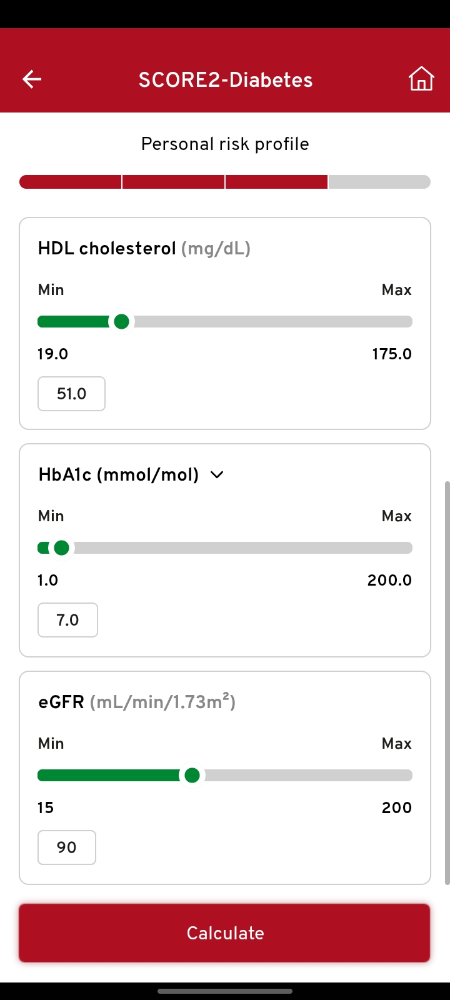 SCORE2-Diabetes
Personal risk profile
HDL cholesterol (mg/dL)
Min Max
19.0 175.0
51.0
HbA1c (mmol/mol)
Min Max
1.0 200.0
7.0
eGFR (mL/min/1.73m²)
Min Max
15 200
90
Calculate